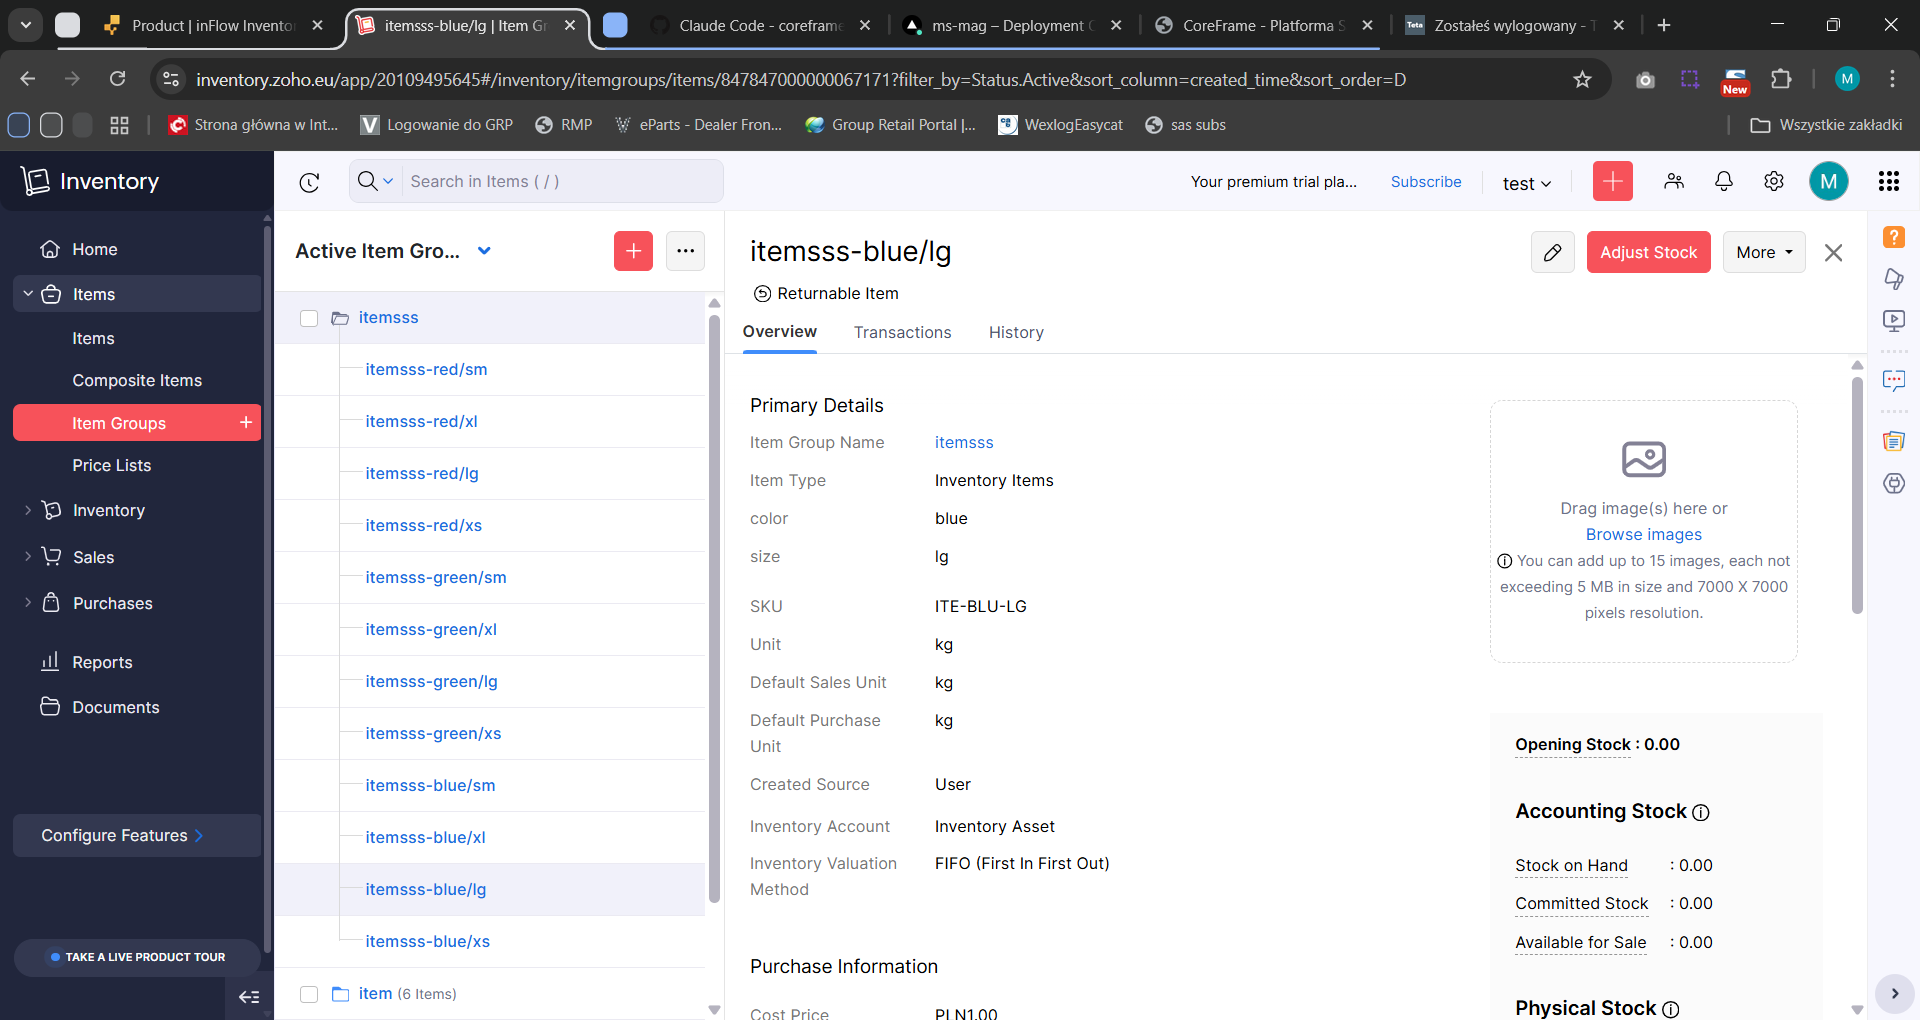 Product | inFlow Invento
itemsss-blue/lg | Item Gr
Claude Code - coreframe
ms-mag – Deployment
CoreFrame - Platforma S
Teta
Zostałeś wylogowany - T
inventory.zoho.eu/app/20109495645#/inventory/itemgroups/items/847847000000067171?filter_by=Status.Active&sort_column=created_time&sort_order=D
New
M
Strona główna w Int...
Logowanie do GRP
RMP
eParts - Dealer Fron...
Group Retail Portal |...
WexlogEasycat
sas subs
Wszystkie zakładki
Inventory
Search in Items ( / )
Your premium trial pla...
Subscribe
test
M
Home
Items
Items
Composite Items
Item Groups
Price Lists
Inventory
Sales
Purchases
Reports
Documents
Configure Features
TAKE A LIVE PRODUCT TOUR
Active Item Gro...
itemsss
itemsss-red/sm
itemsss-red/xl
itemsss-red/lg
itemsss-red/xs
itemsss-green/sm
itemsss-green/xl
itemsss-green/lg
itemsss-green/xs
itemsss-blue/sm
itemsss-blue/xl
itemsss-blue/lg
itemsss-blue/xs
item (6 Items)
itemsss-blue/lg
Adjust Stock
More
Returnable Item
Overview
Transactions
History
Primary Details
Item Group Name itemsss
Item Type Inventory Items
color blue
size lg
SKU ITE-BLU-LG
Unit kg
Default Sales Unit kg
Default Purchase Unit kg
Created Source User
Inventory Account Inventory Asset
Inventory Valuation Method FIFO (First In First Out)
Purchase Information
Cost Price PLN1.00
Drag image(s) here or
Browse images
You can add up to 15 images, each not
exceeding 5 MB in size and 7000 X 7000
pixels resolution.
Opening Stock : 0.00
Accounting Stock
Stock on Hand : 0.00
Committed Stock : 0.00
Available for Sale : 0.00
Physical Stock